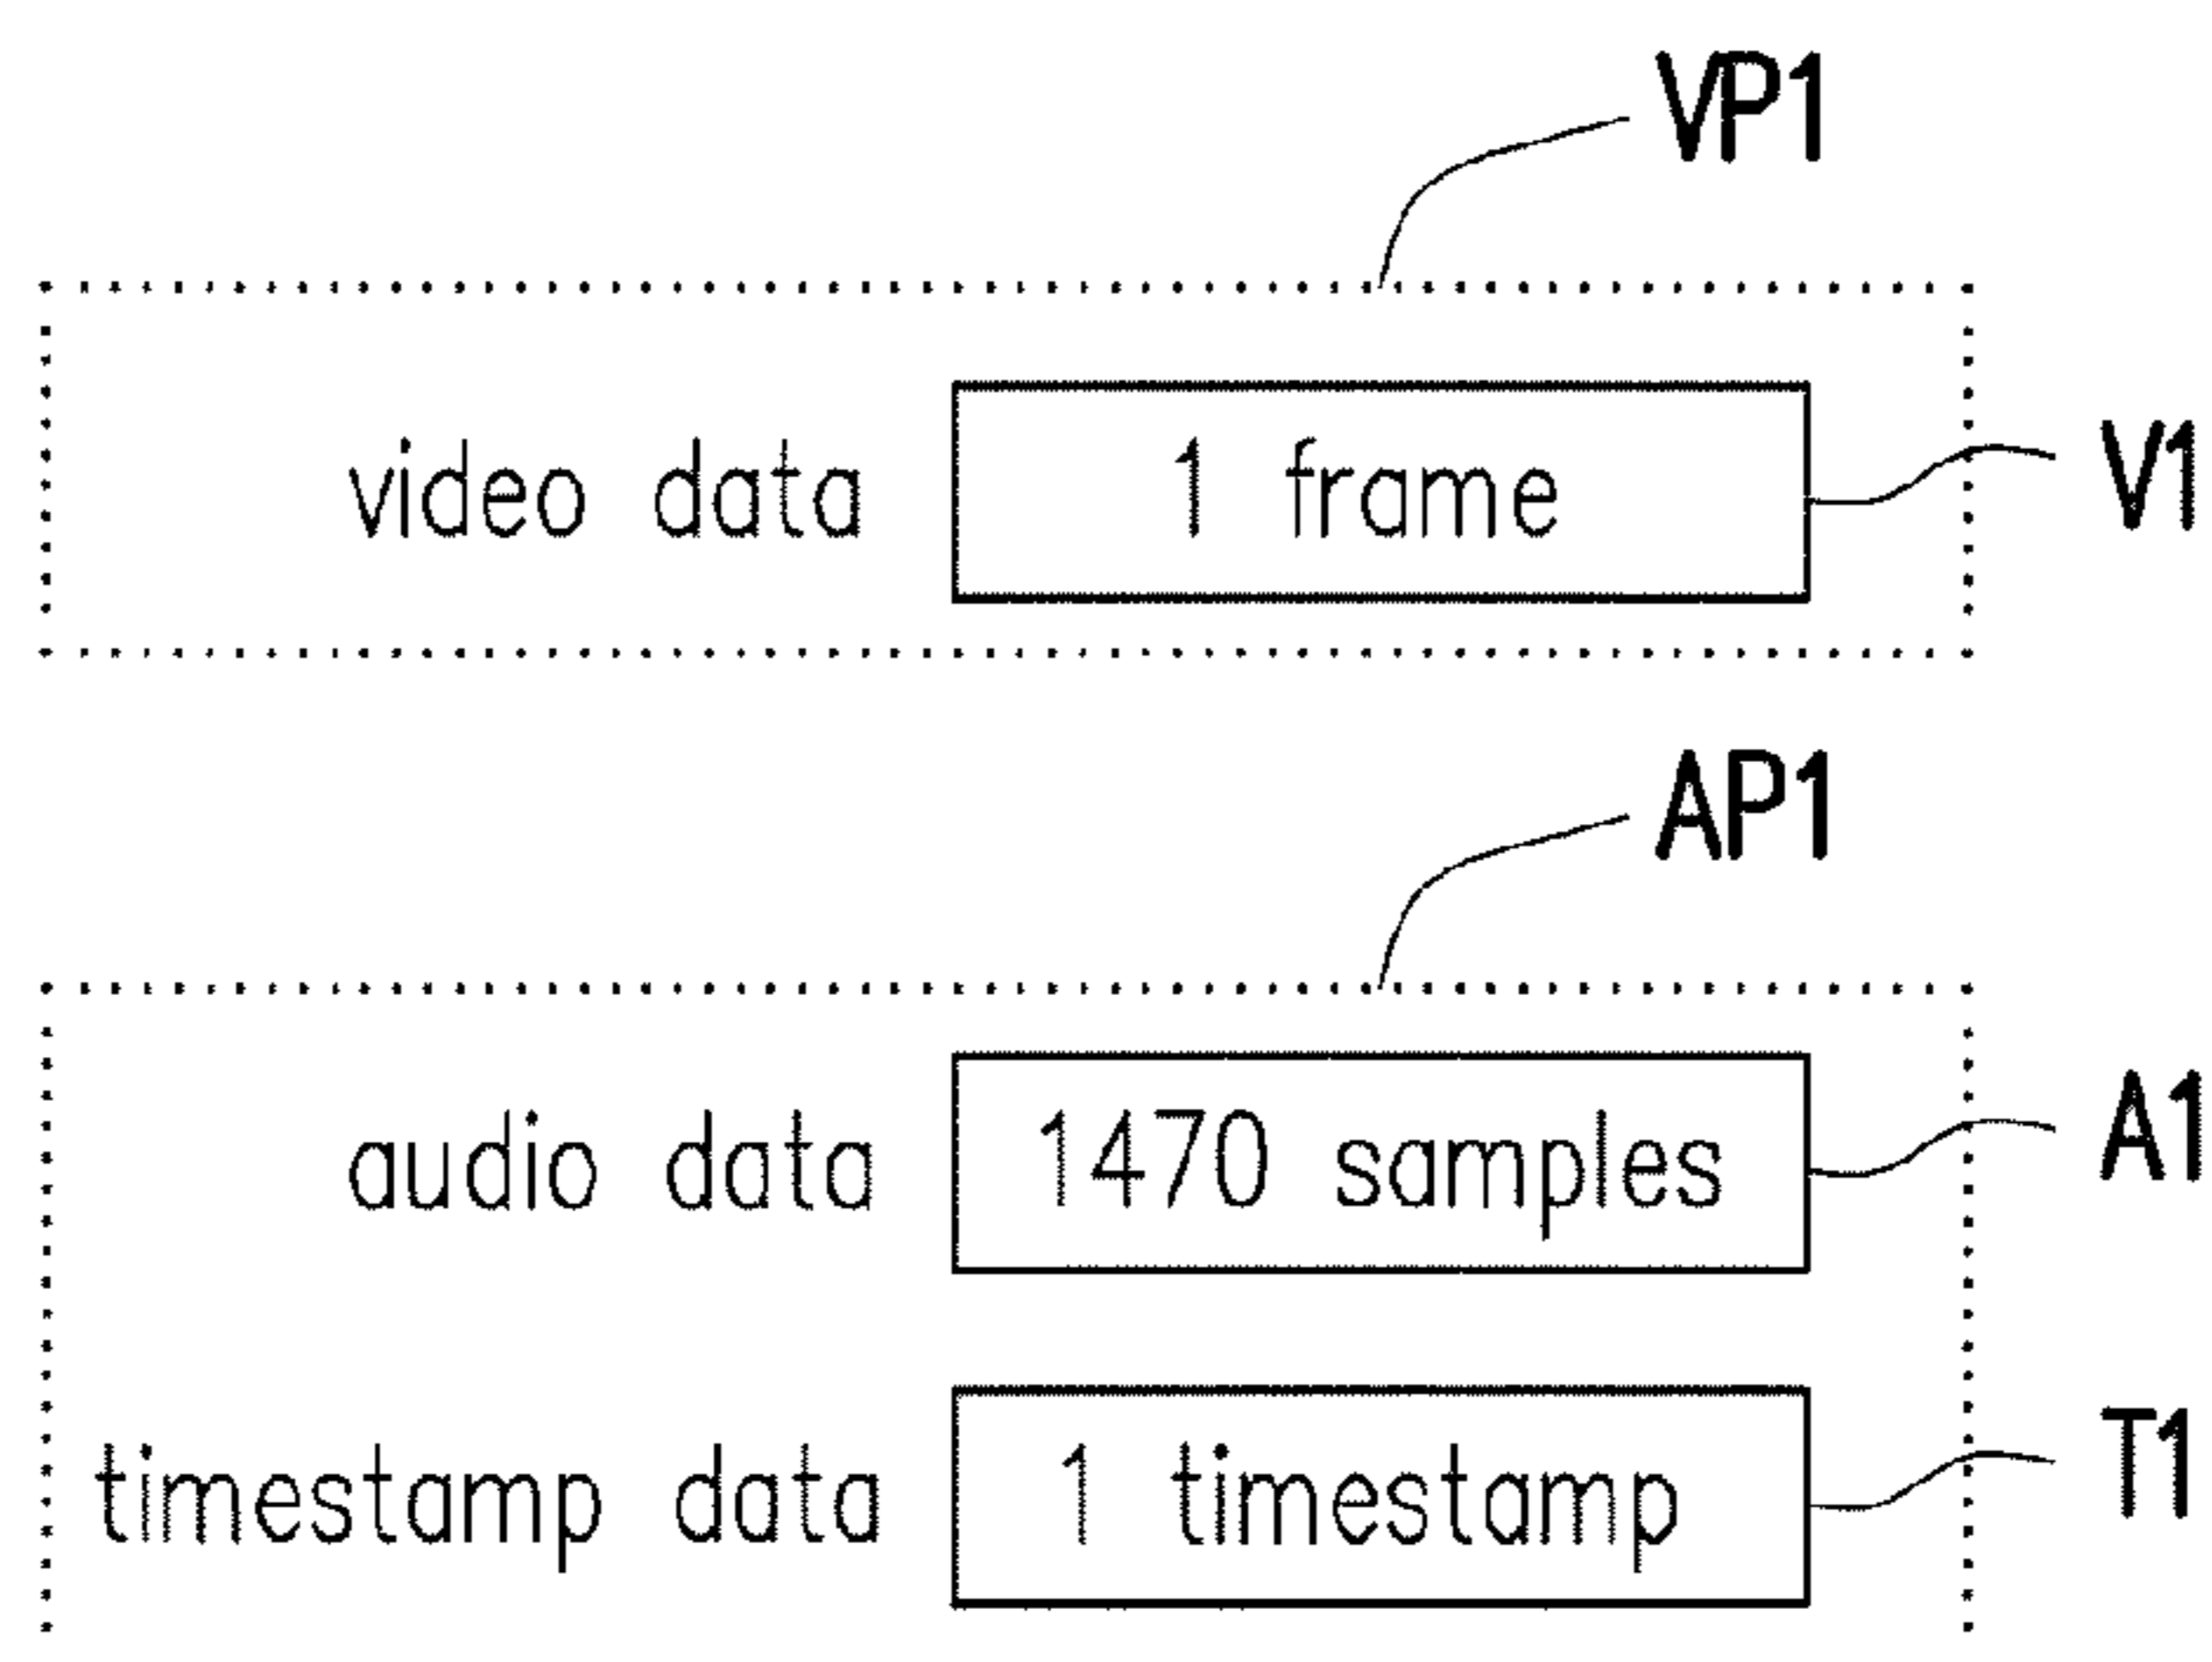 VP1
video data 1 frame V1
AP1
audio data 1470 samples A1
timestamp data 1 timestamp T1